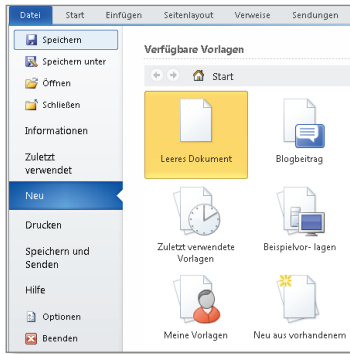 Datei Start Einfügen Seitenlayout Verweise Sendungen
Speichern
Speichern unter
Öffnen
Schließen
Informationen
Zuletzt
verwendet
Neu
Drucken
Speichern und
Senden
Hilfe
Optionen
Beenden
Verfügbare Vorlagen
Start
Leeres Dokument
Blogbeitrag
Zuletzt verwendete
Vorlagen
Beispielvor- lagen
Meine Vorlagen
Neu aus vorhandenem